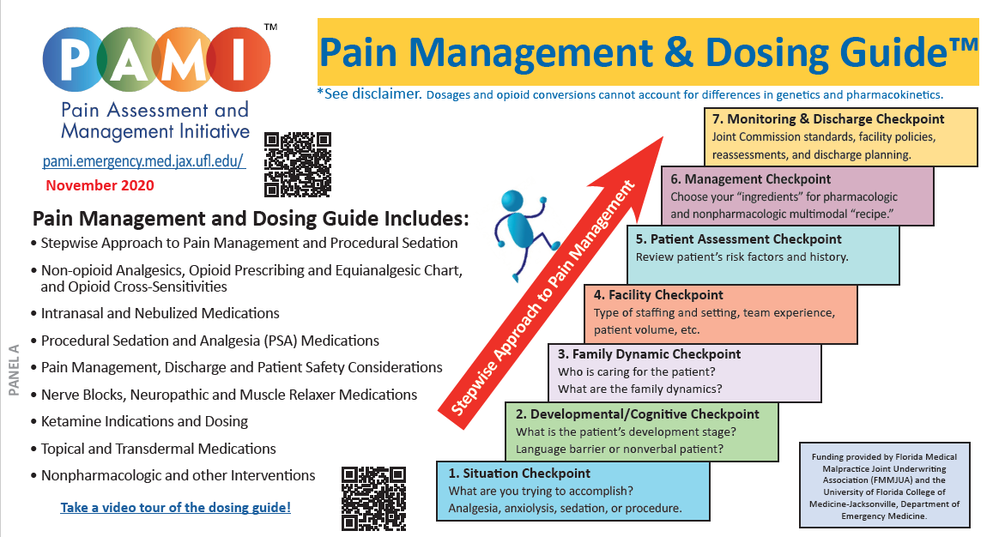 PAMI™
Pain Assessment and
Management Initiative
pami.emergency.med.jax.ufl.edu/
November 2020
Pain Management & Dosing Guide™
*See disclaimer. Dosages and opioid conversions cannot account for differences in genetics and pharmacokinetics.
Pain Management and Dosing Guide Includes:
• Stepwise Approach to Pain Management and Procedural Sedation
• Non-opioid Analgesics, Opioid Prescribing and Equianalgesic Chart,
and Opioid Cross-Sensitivities
• Intranasal and Nebulized Medications
• Procedural Sedation and Analgesia (PSA) Medications
• Pain Management, Discharge and Patient Safety Considerations
• Nerve Blocks, Neuropathic and Muscle Relaxer Medications
• Ketamine Indications and Dosing
• Topical and Transdermal Medications
• Nonpharmacologic and other Interventions
Take a video tour of the dosing guide!
PANEL A
Stepwise Approach to Pain Management
7. Monitoring & Discharge Checkpoint
Joint Commission standards, facility policies,
reassessments, and discharge planning.
6. Management Checkpoint
Choose your “ingredients” for pharmacologic
and nonpharmacologic multimodal “recipe.”
5. Patient Assessment Checkpoint
Review patient’s risk factors and history.
4. Facility Checkpoint
Type of staffing and setting, team experience,
patient volume, etc.
3. Family Dynamic Checkpoint
Who is caring for the patient?
What are the family dynamics?
2. Developmental/Cognitive Checkpoint
What is the patient’s development stage?
Language barrier or nonverbal patient?
1. Situation Checkpoint
What are you trying to accomplish?
Analgesia, anxiolysis, sedation, or procedure.
Funding provided by Florida Medical
Malpractice Joint Underwriting
Association (FMMJUA) and the
University of Florida College of
Medicine-Jacksonville, Department of
Emergency Medicine.